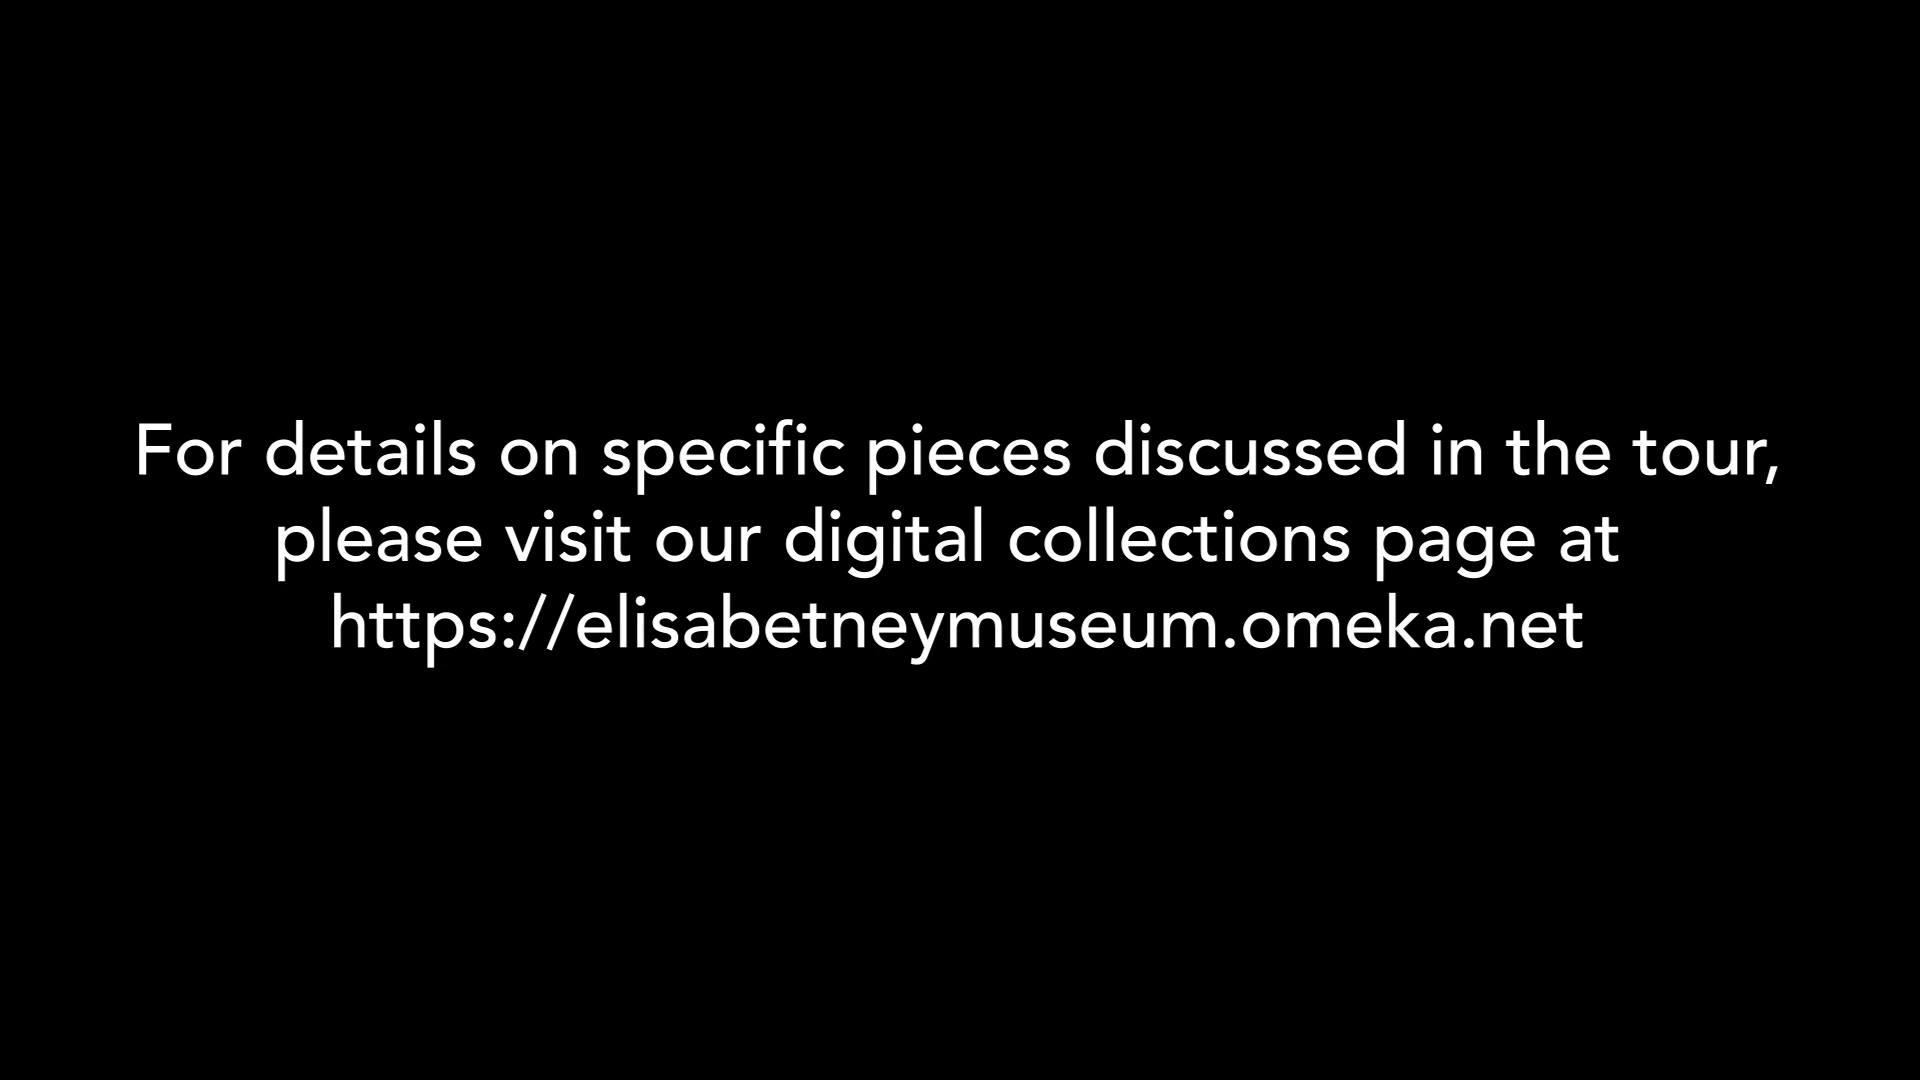 For details on specific pieces discussed in the tour,
please visit our digital collections page at
https://elisabetneymuseum.omeka.net